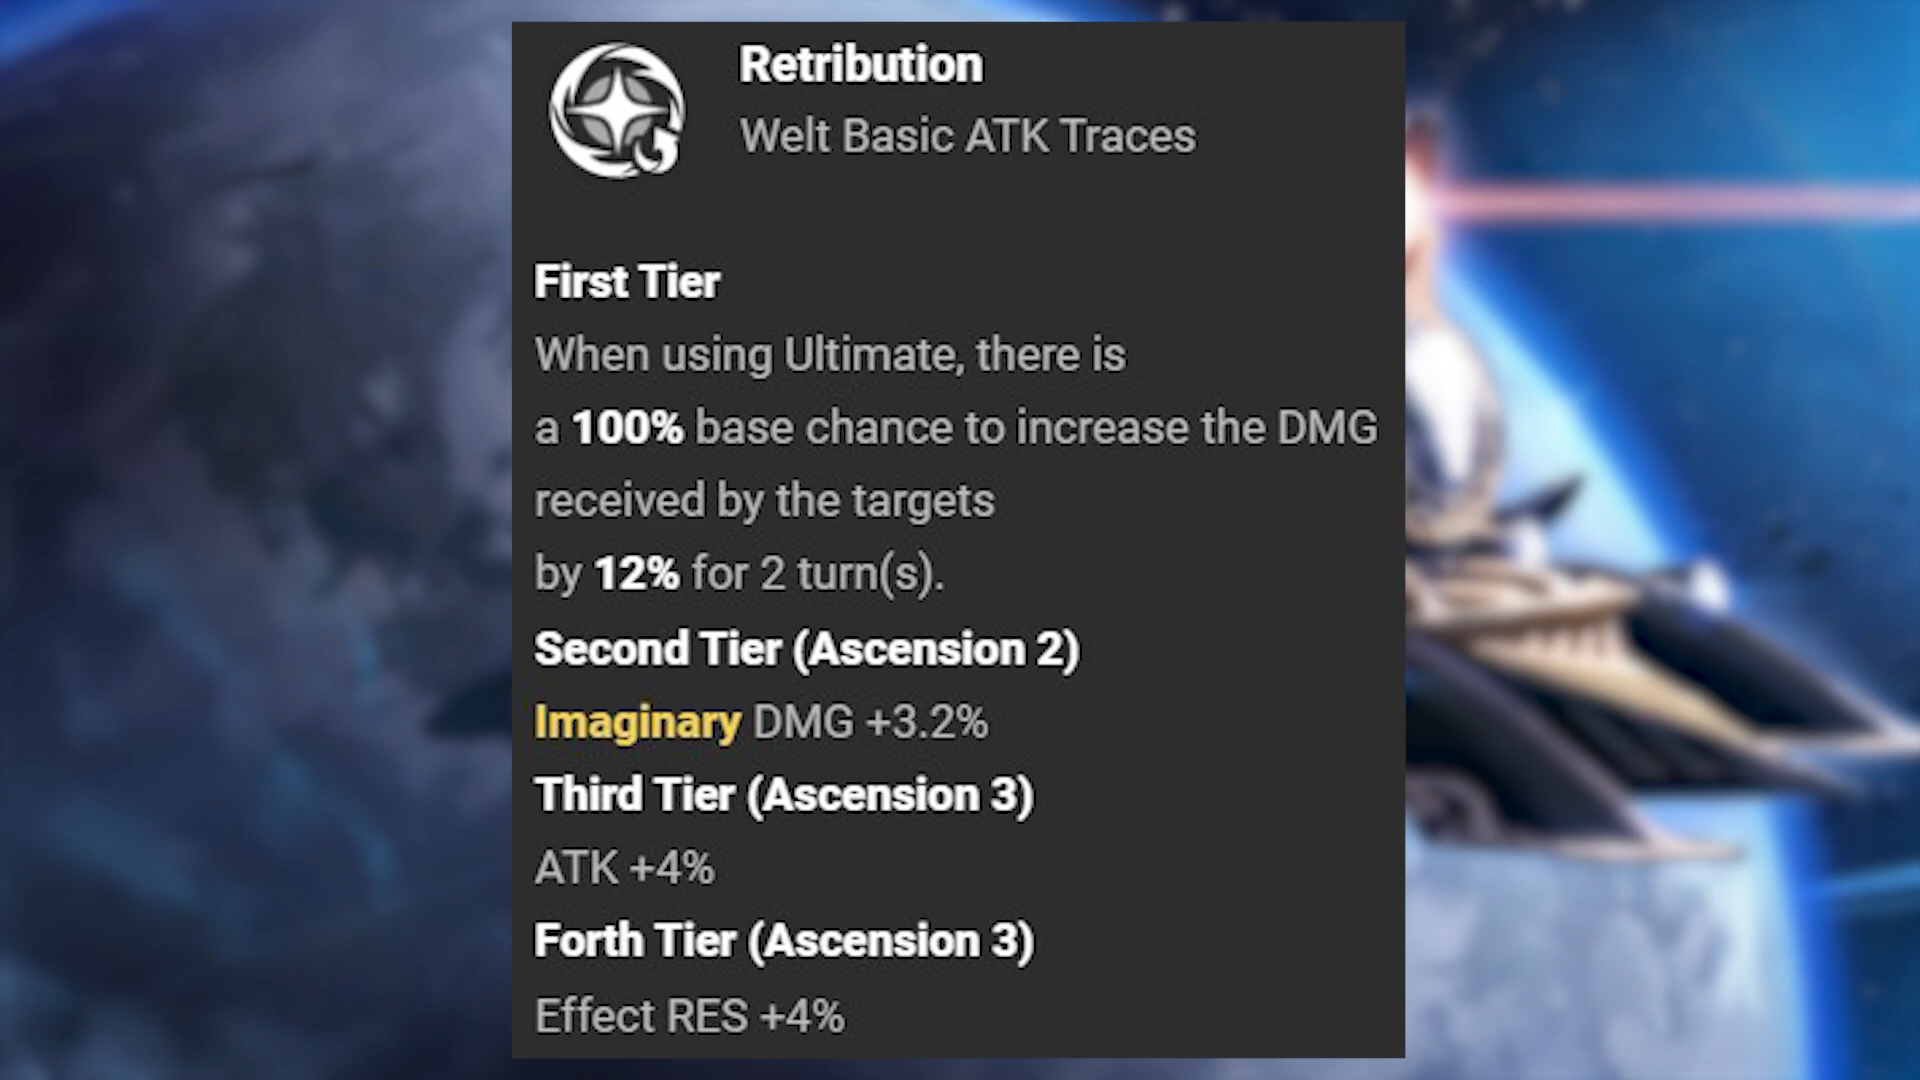 Retribution
Welt Basic ATK Traces
First Tier
When using Ultimate, there is
a 100% base chance to increase the DMG
received by the targets
by 12% for 2 turn(s).
Second Tier (Ascension 2)
Imaginary DMG +3.2%
Third Tier (Ascension 3)
ATK +4%
Forth Tier (Ascension 3)
Effect RES +4%